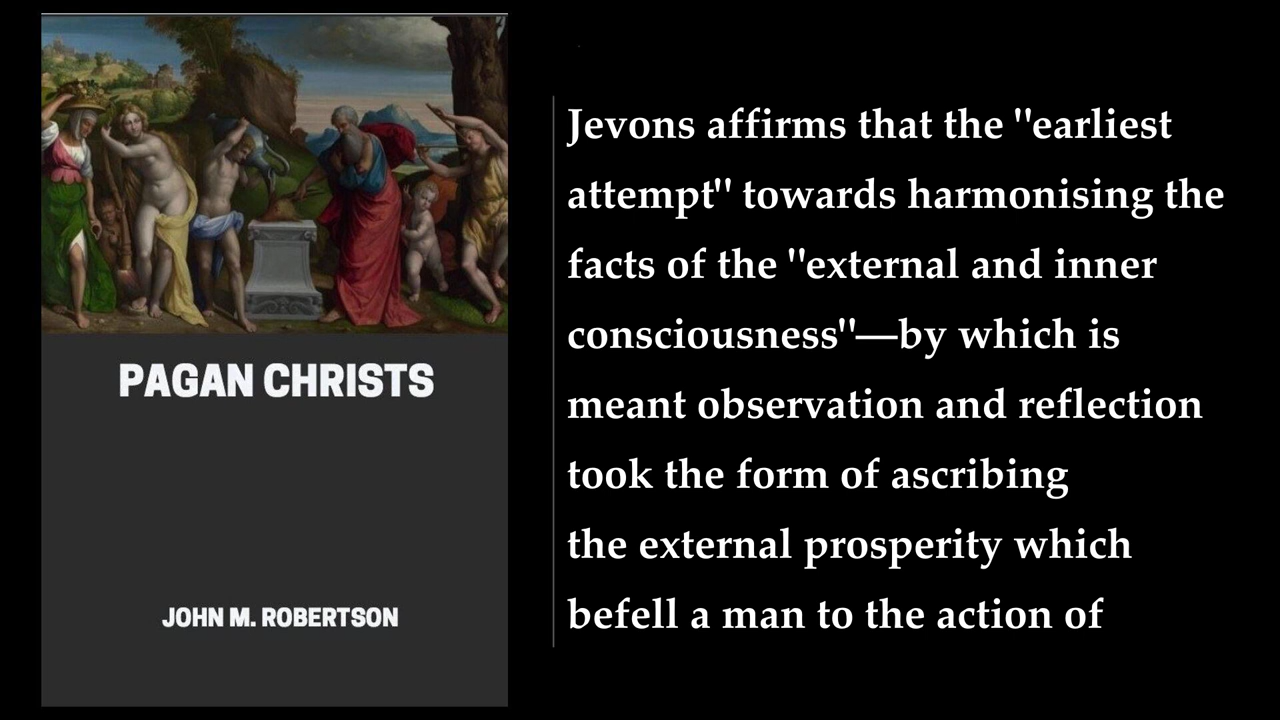 PAGAN CHRISTS
JOHN M. ROBERTSON
Jevons affirms that the "earliest
attempt" towards harmonising the
facts of the "external and inner
consciousness"—by which is
meant observation and reflection
took the form of ascribing
the external prosperity which
befell a man to the action of